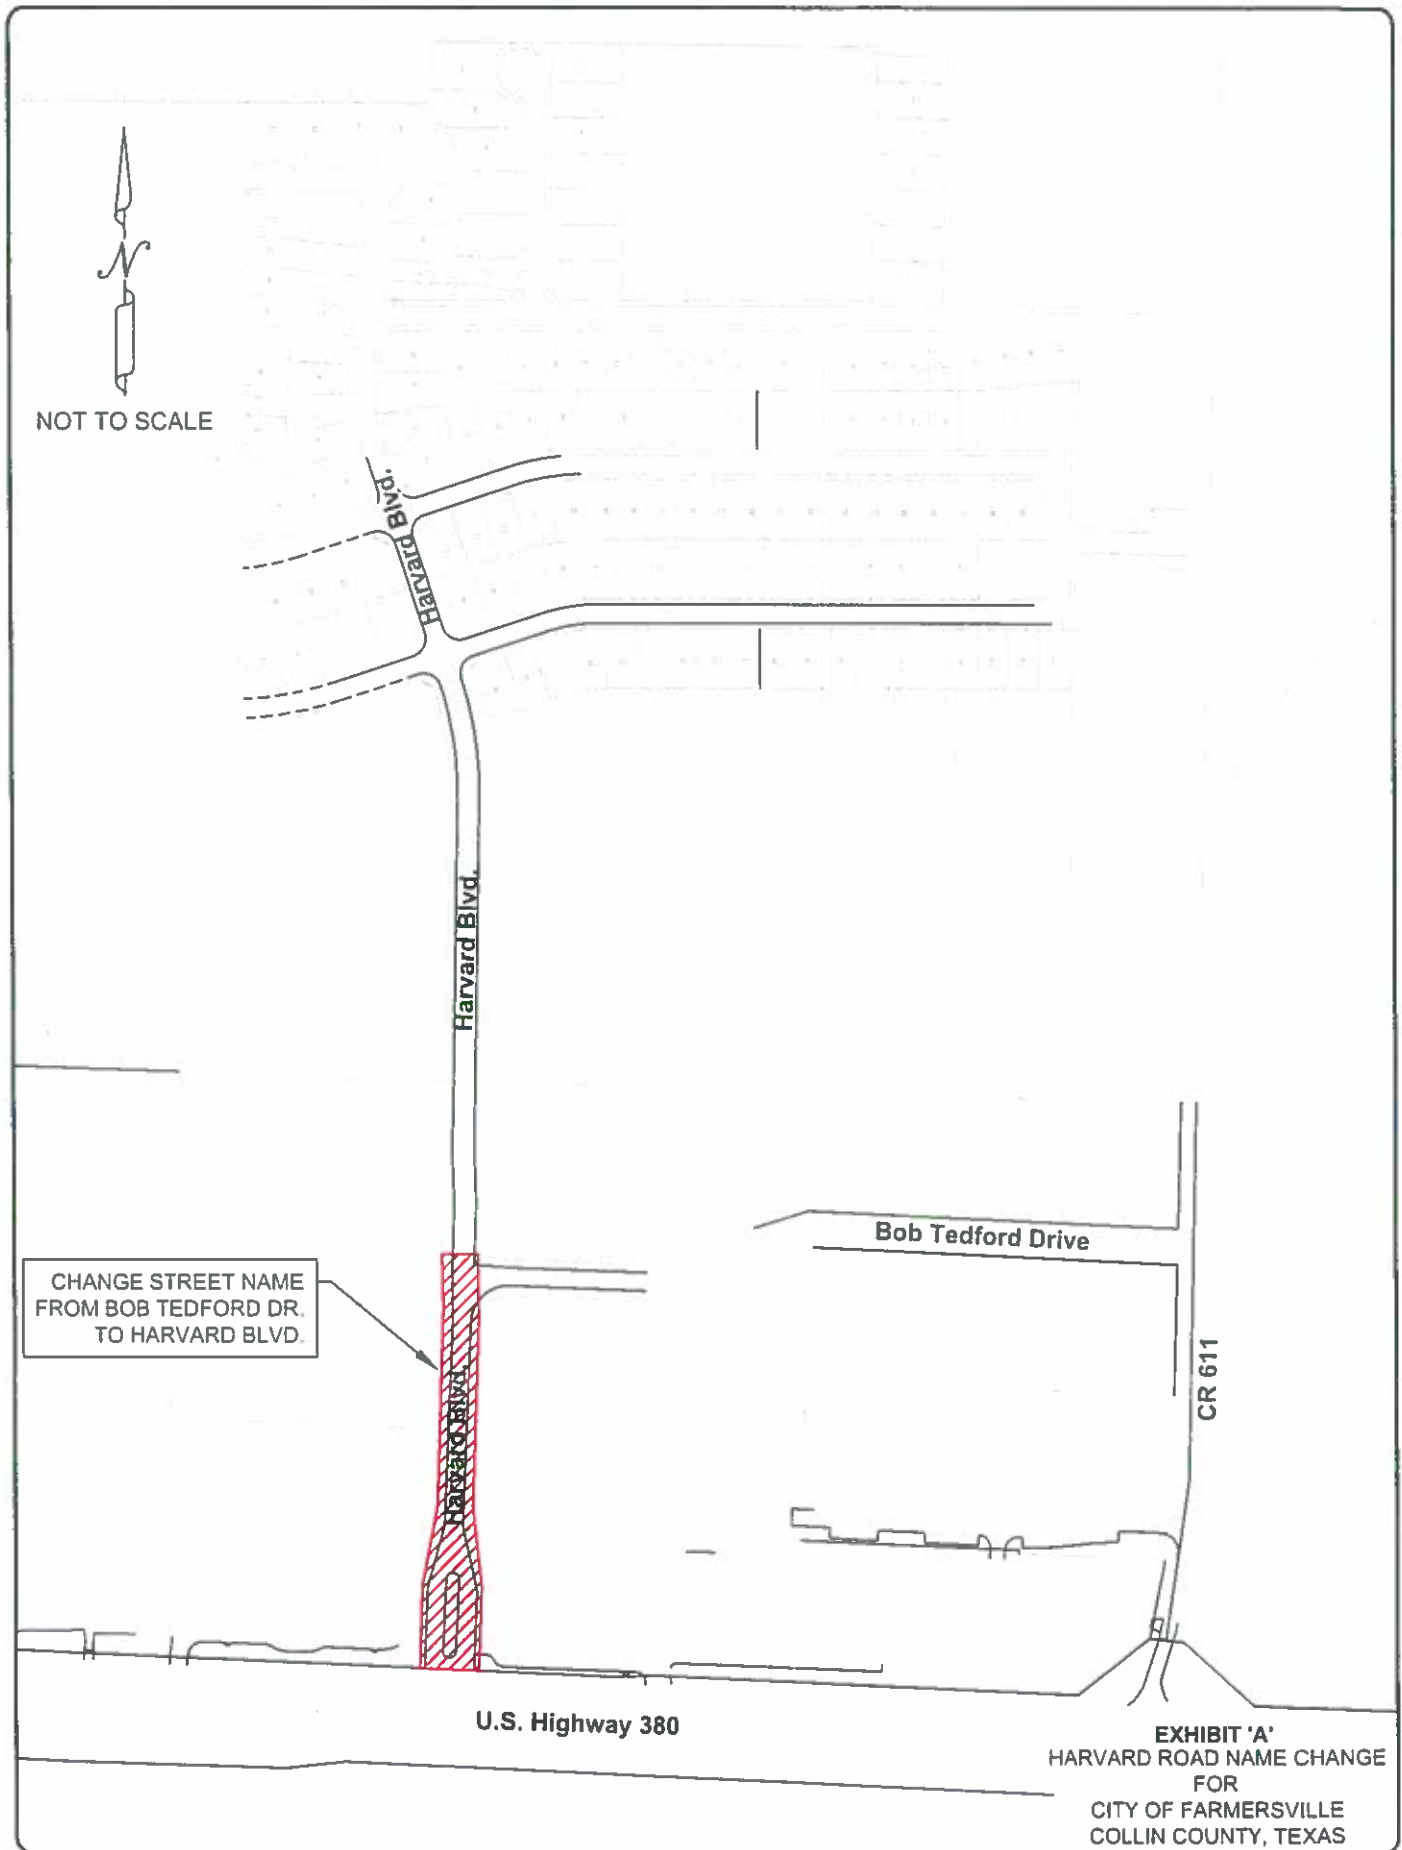 N
NOT TO SCALE
Harvard Blvd.
Harvard Blvd.
Bob Tedford Drive
CHANGE STREET NAME
FROM BOB TEDFORD DR.
TO HARVARD BLVD.
Harvard Blvd.
CR 611
U.S. Highway 380
EXHIBIT 'A'
HARVARD ROAD NAME CHANGE
FOR
CITY OF FARMERSVILLE
COLLIN COUNTY, TEXAS